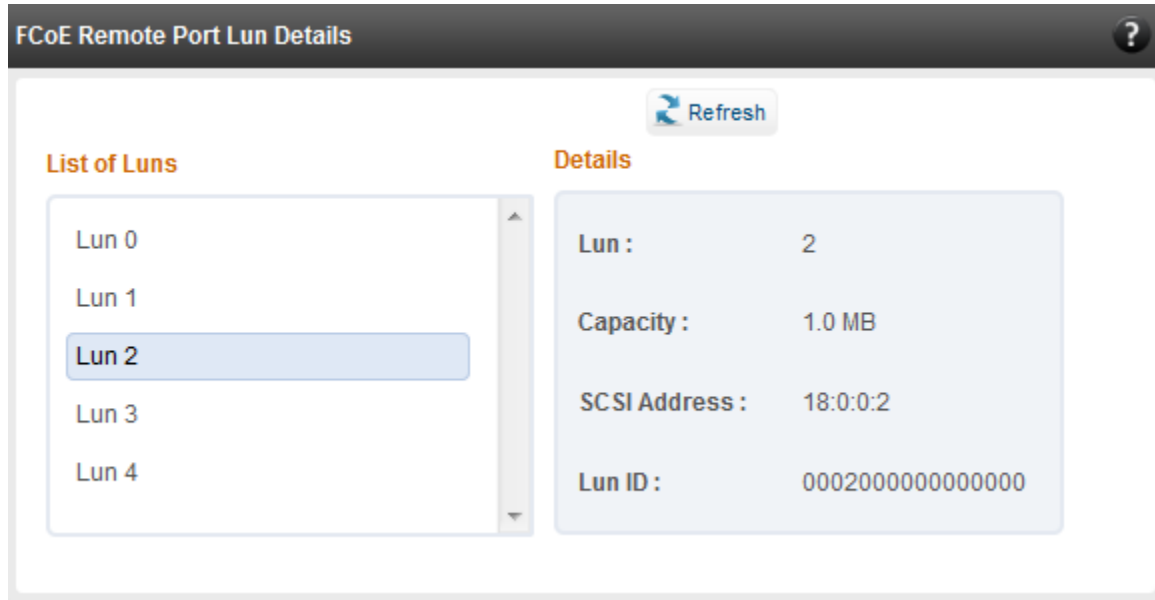 FCoE Remote Port Lun Details
?
Refresh
List of Luns
Lun 0
Lun 1
Lun 2
Lun 3
Lun 4
Details
Lun : 2
Capacity : 1.0 MB
SCSI Address : 18:0:0:2
Lun ID : 0002000000000000